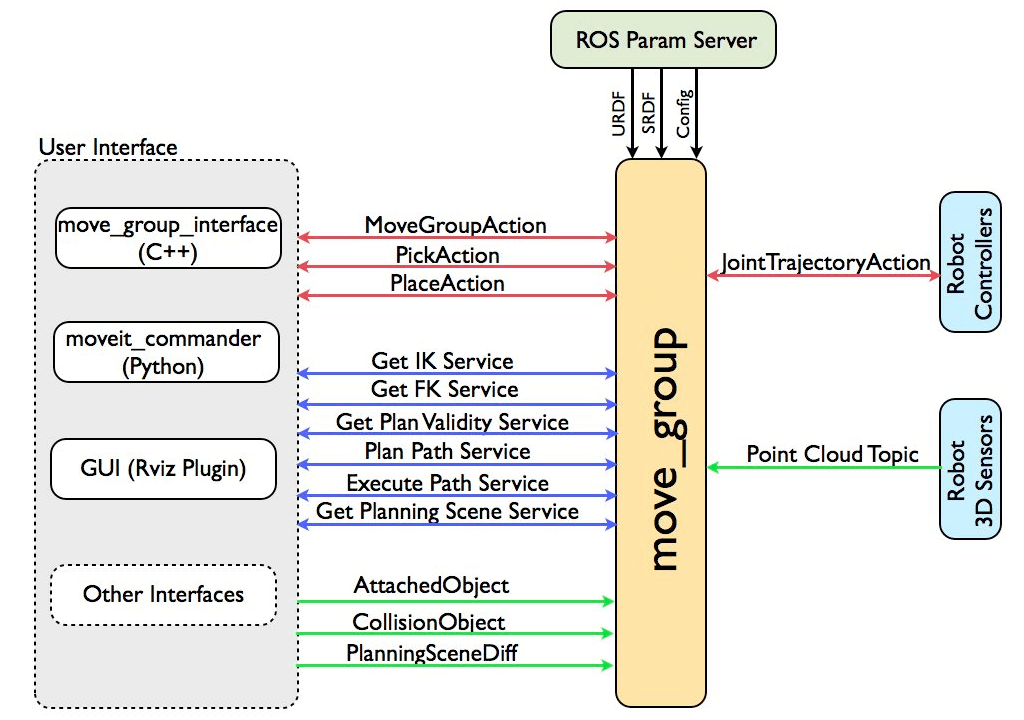 ROS Param Server
URDF
SRDF
Config
User Interface
move_group_interface
(C++)
moveit_commander
(Python)
GUI (Rviz Plugin)
Other Interfaces
MoveGroupAction
PickAction
PlaceAction
Get IK Service
Get FK Service
Get Plan Validity Service
Plan Path Service
Execute Path Service
Get Planning Scene Service
AttachedObject
CollisionObject
PlanningSceneDiff
move_group
JointTrajectoryAction
Robot
Controllers
Point Cloud Topic
Robot
3D Sensors